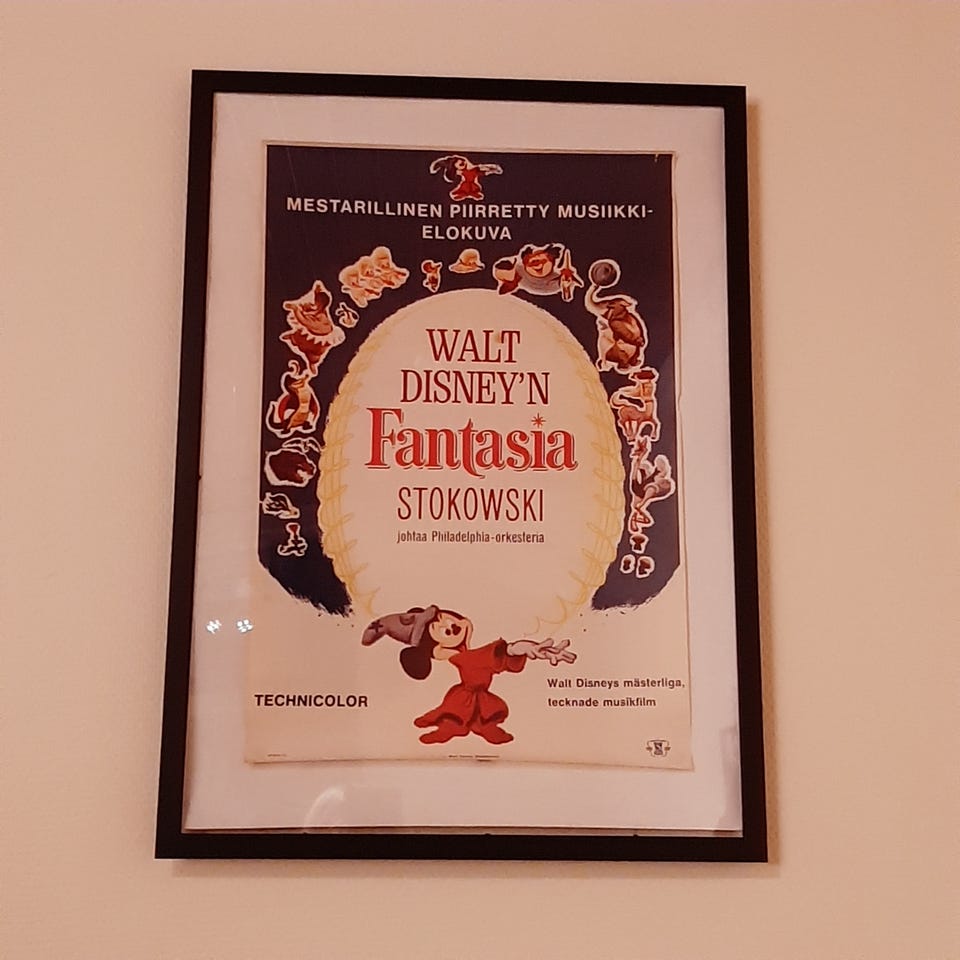 MESTARILLINEN PIIRRETTY MUSIIKKI-
ELOKUVA
WALT
DISNEY'N
Fantasia
STOKOWSKI
johtaa Philadelphia-orkesteria
TECHNICOLOR
Walt Disneys mästerliga,
tecknade musikfilm